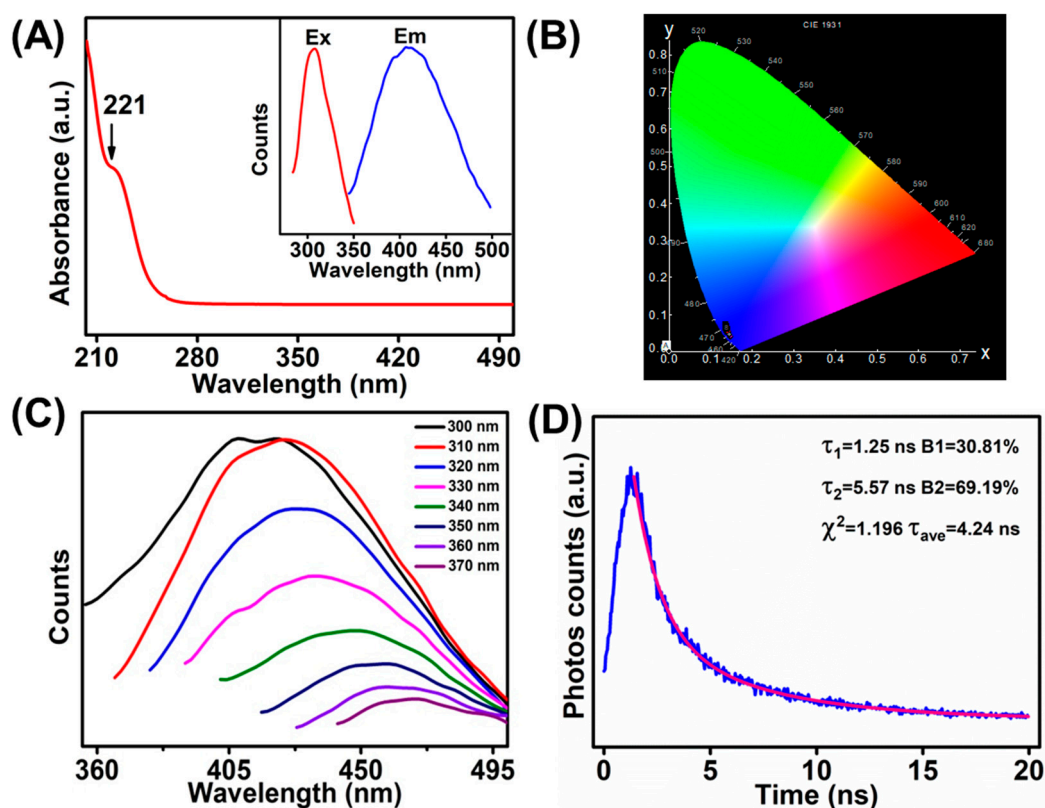 (A)
221
Absorbance (a.u.)
210 280 350 420 490
Wavelength (nm)
Ex Em
Counts
300 350 400 450 500
Wavelength (nm)
(B)
CIE 1931
y
0.8
0.7
0.6
0.5
0.4
0.3
0.2
0.1
0.0
0.0 0.1 0.2 0.3 0.4 0.5 0.6 0.7
x
A
520
530
540
550
560
570
580
590
600
610
620
680
510
500
490
480
470
460
420
(C)
Counts
300 nm
310 nm
320 nm
330 nm
340 nm
350 nm
360 nm
370 nm
360 405 450 495
Wavelength (nm)
(D)
Photos counts (a.u.)
τ1=1.25 ns B1=30.81%
τ2=5.57 ns B2=69.19%
χ²=1.196 τave=4.24 ns
0 5 10 15 20
Time (ns)